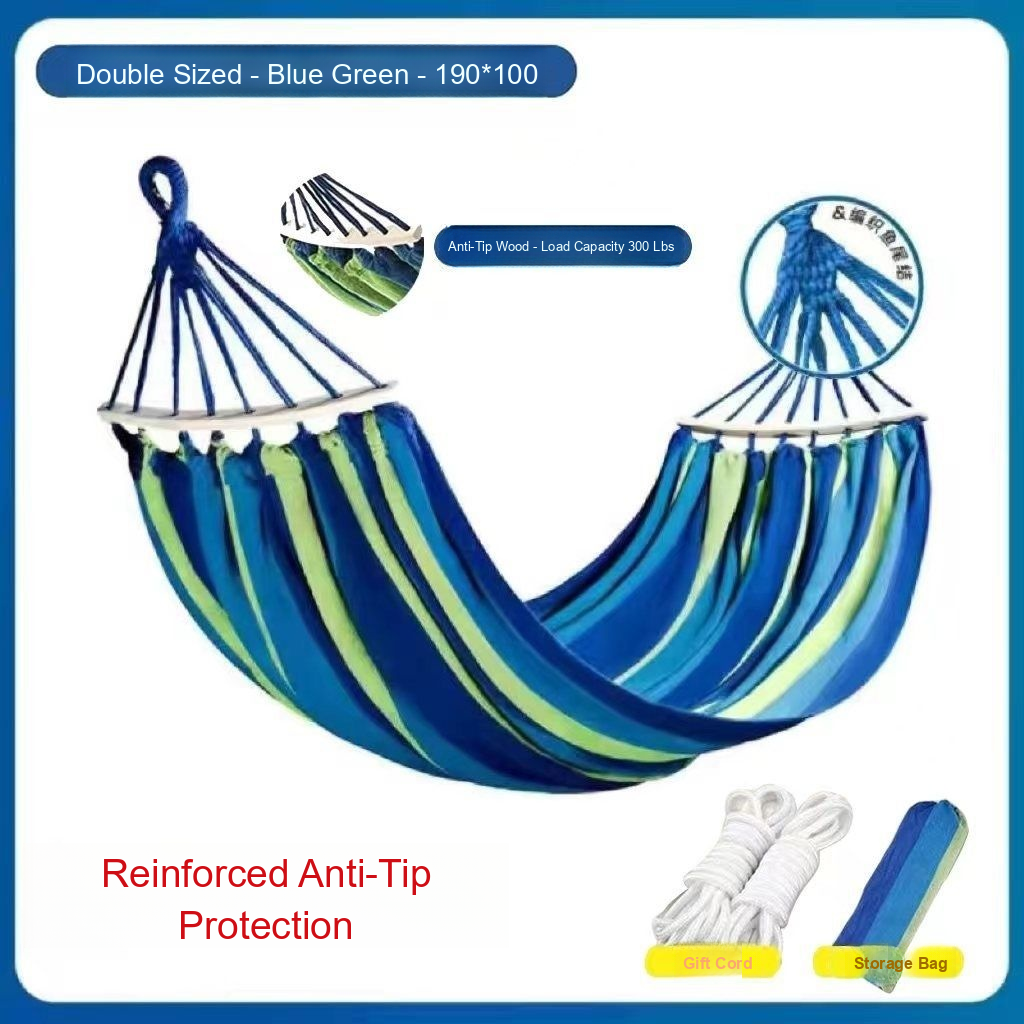 Double Sized - Blue Green - 190*100
&编织鱼尾结
Anti-Tip Wood - Load Capacity 300 Lbs
Reinforced Anti-Tip
Protection
Gift Cord
Storage Bag